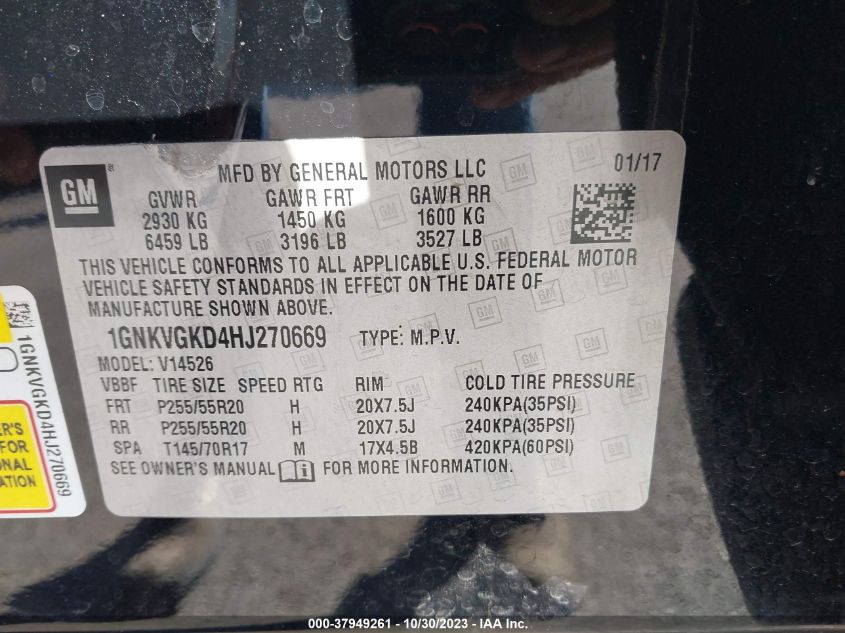 GM
MFD BY GENERAL MOTORS LLC 01/17
GVWR GAWR FRT GAWR RR
2930 KG 1450 KG 1600 KG
6459 LB 3196 LB 3527 LB
THIS VEHICLE CONFORMS TO ALL APPLICABLE U.S. FEDERAL MOTOR
VEHICLE SAFETY STANDARDS IN EFFECT ON THE DATE OF
MANUFACTURE SHOWN ABOVE.
1GNKVGKD4HJ270669 TYPE: M.P.V.
MODEL: V14526
VBBF TIRE SIZE SPEED RTG RIM COLD TIRE PRESSURE
FRT P255/55R20 H 20X7.5J 240KPA(35PSI)
RR P255/55R20 H 20X7.5J 240KPA(35PSI)
SPA T145/70R17 M 17X4.5B 420KPA(60PSI)
SEE OWNER'S MANUAL FOR MORE INFORMATION.
1GNKVGKD4HJ270669
ER'S
FOR
ONAL
ATION
000-37949261 - 10/30/2023 - IAA Inc.